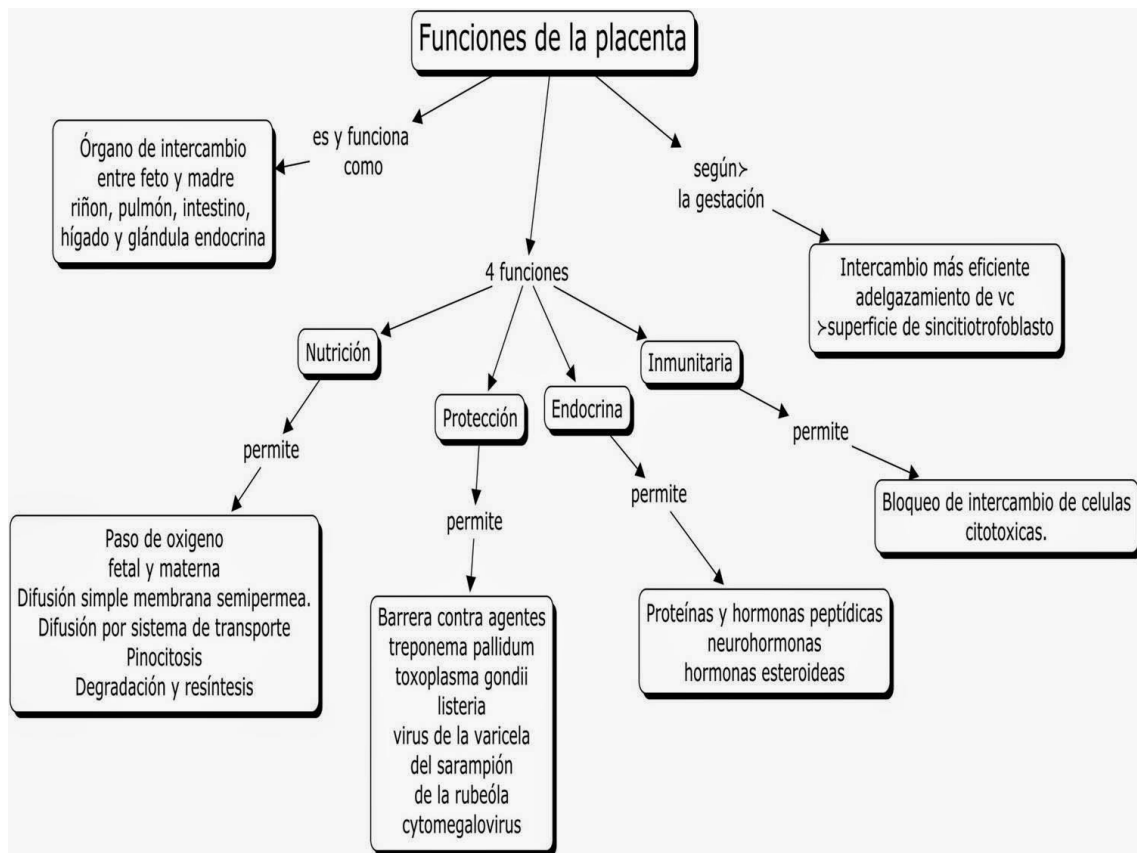 Funciones de la placenta
es y funciona
como
Órgano de intercambio
entre feto y madre
riñon, pulmón, intestino,
hígado y glándula endocrina
según≻
la gestación
Intercambio más eficiente
adelgazamiento de vc
≻superficie de sincitiotrofoblasto
4 funciones
Nutrición
permite
Paso de oxigeno
fetal y materna
Difusión simple membrana semipermea.
Difusión por sistema de transporte
Pinocitosis
Degradación y resíntesis
Protección
permite
Barrera contra agentes
treponema pallidum
toxoplasma gondii
listeria
virus de la varicela
del sarampión
de la rubeóla
cytomegalovirus
Endocrina
permite
Proteínas y hormonas peptídicas
neurohormonas
hormonas esteroideas
Inmunitaria
permite
Bloqueo de intercambio de celulas
citotoxicas.